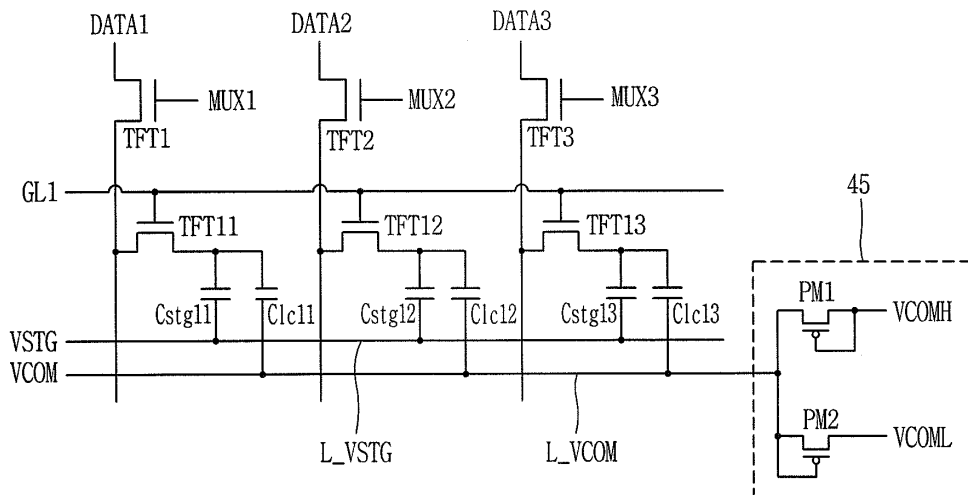 DATA1 DATA2 DATA3
MUX1 MUX2 MUX3
TFT1 TFT2 TFT3
GL1
45
TFT11 TFT12 TFT13
PM1
Cstg11 Clc11 Cstg12 Clc12 Cstg13 Clc13
VCOMH
VSTG
VCOM
PM2
VCOML
L_VSTG L_VCOM